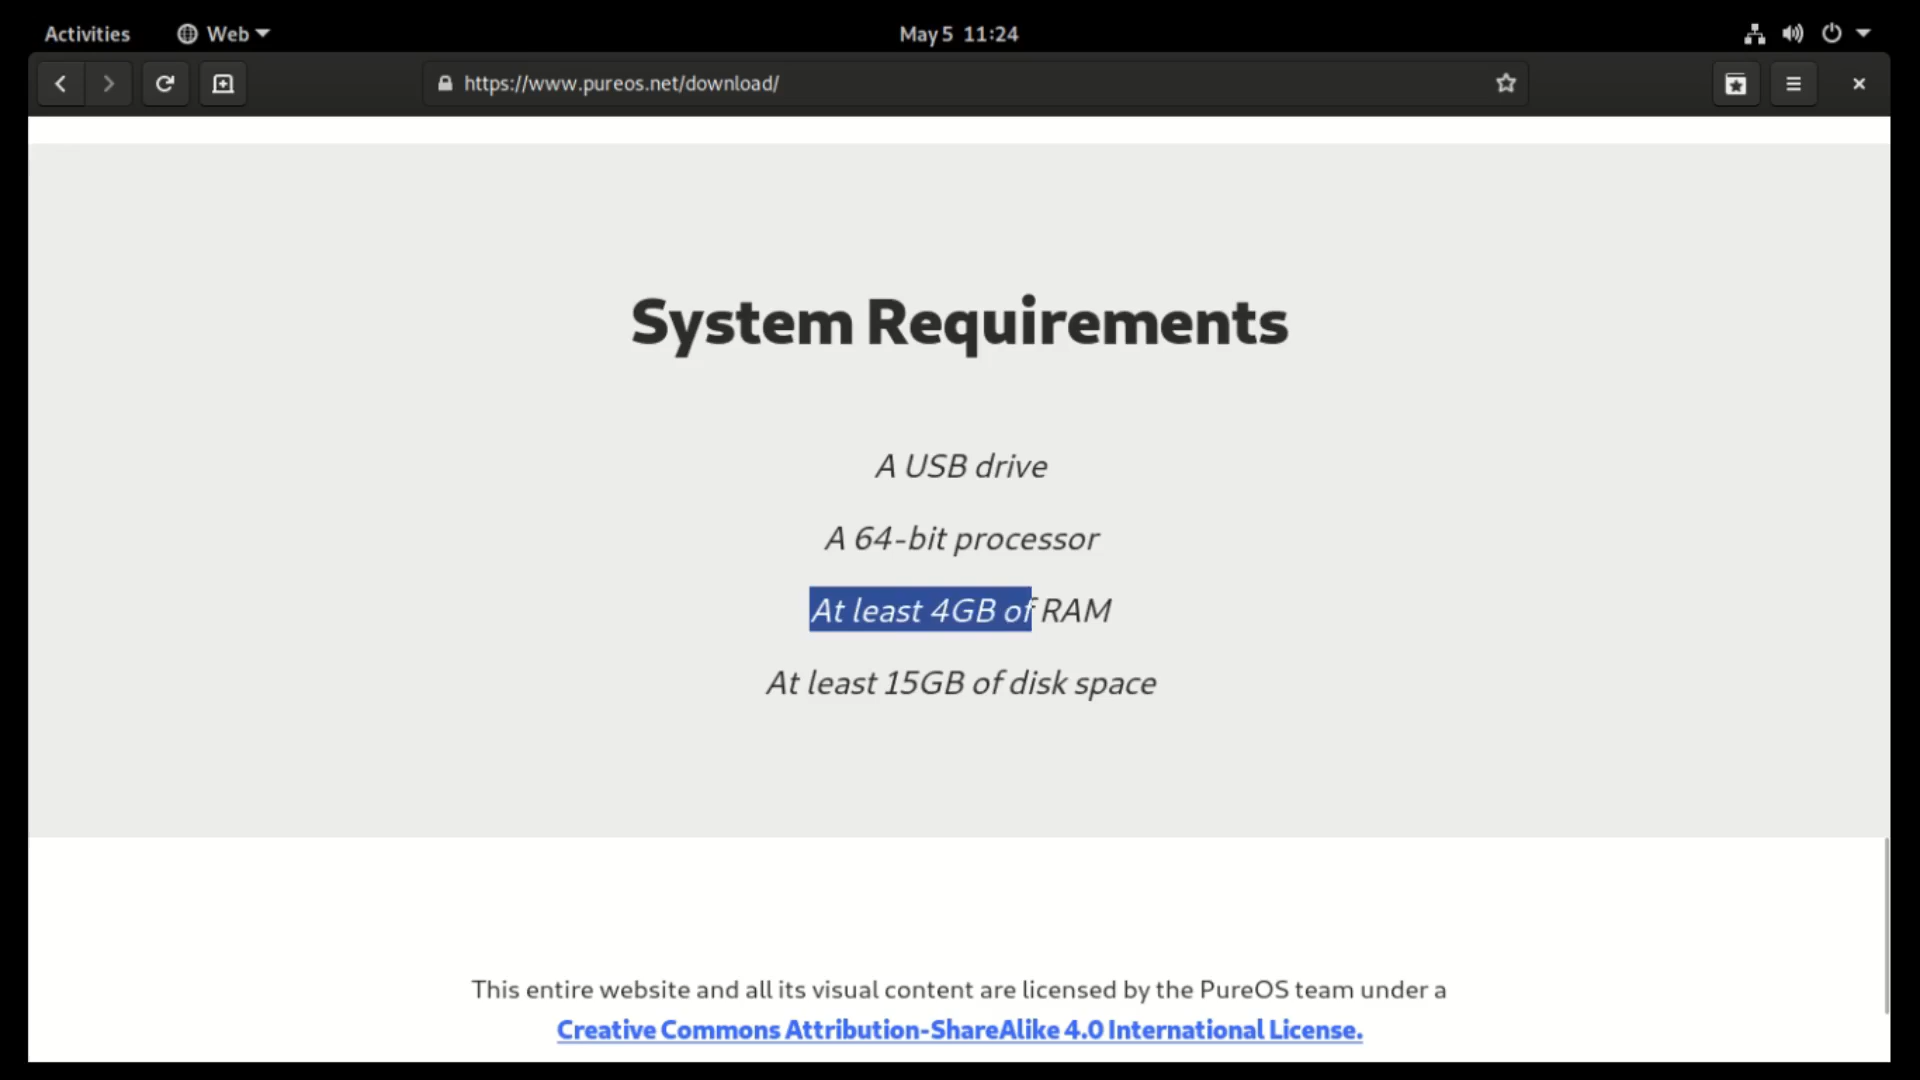 Activities Web May 5 11:24
https://www.pureos.net/download/
System Requirements
A USB drive
A 64-bit processor
At least 4GB of RAM
At least 15GB of disk space
This entire website and all its visual content are licensed by the PureOS team under a
Creative Commons Attribution-ShareAlike 4.0 International License.